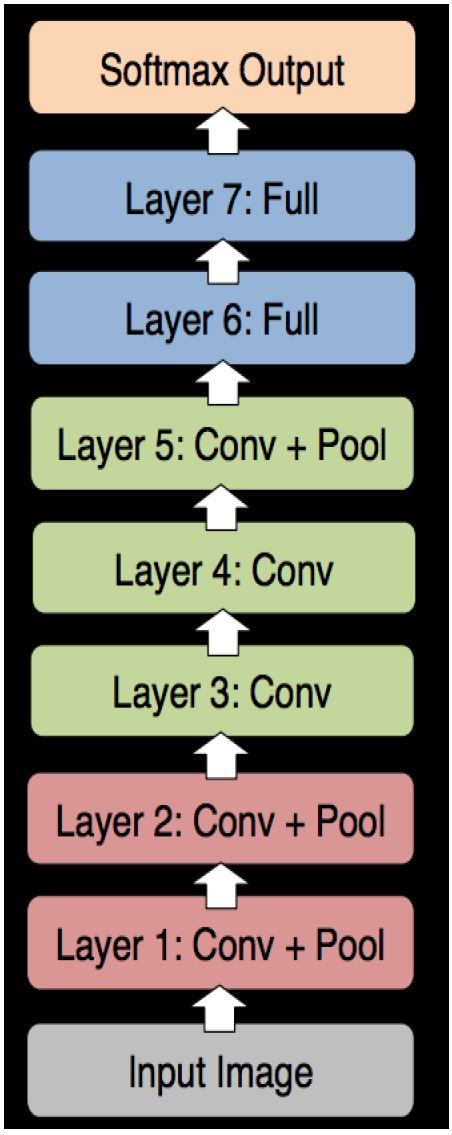 Softmax Output
Layer 7: Full
Layer 6: Full
Layer 5: Conv + Pool
Layer 4: Conv
Layer 3: Conv
Layer 2: Conv + Pool
Layer 1: Conv + Pool
Input Image